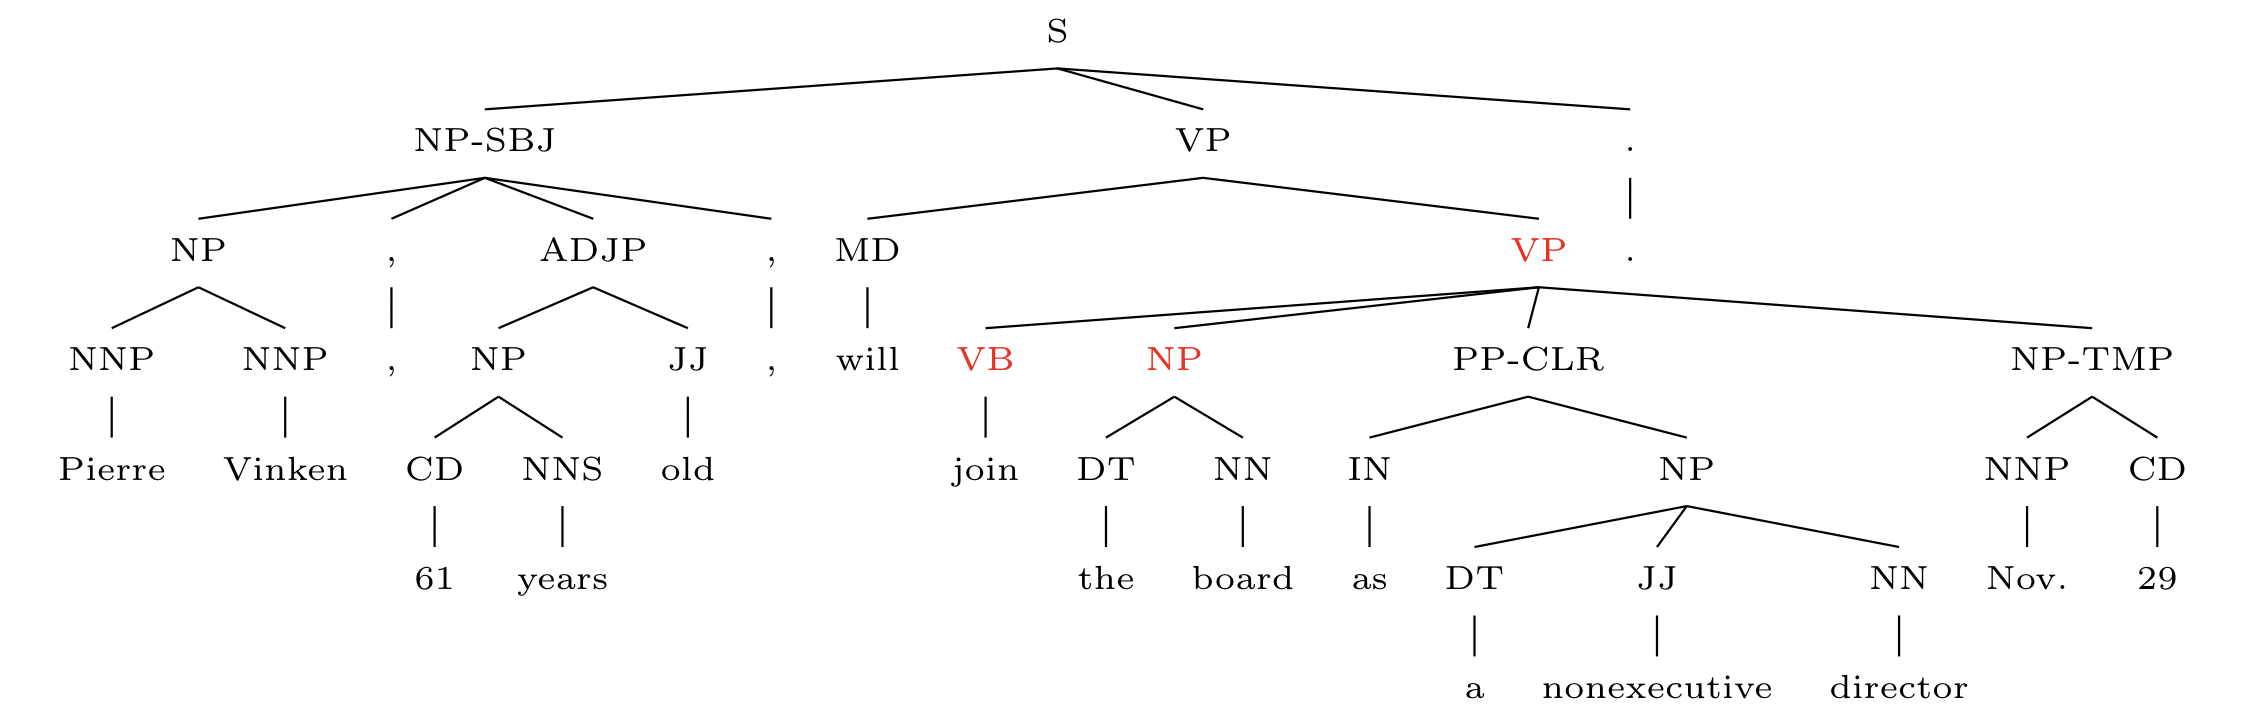 S
NP-SBJ VP .
NP , ADJP , MD VP .
NNP NNP , NP JJ , will VB NP PP-CLR NP-TMP
Pierre Vinken CD NNS old join DT NN IN NP NNP CD
61 years the board as DT JJ NN Nov. 29
a nonexecutive director